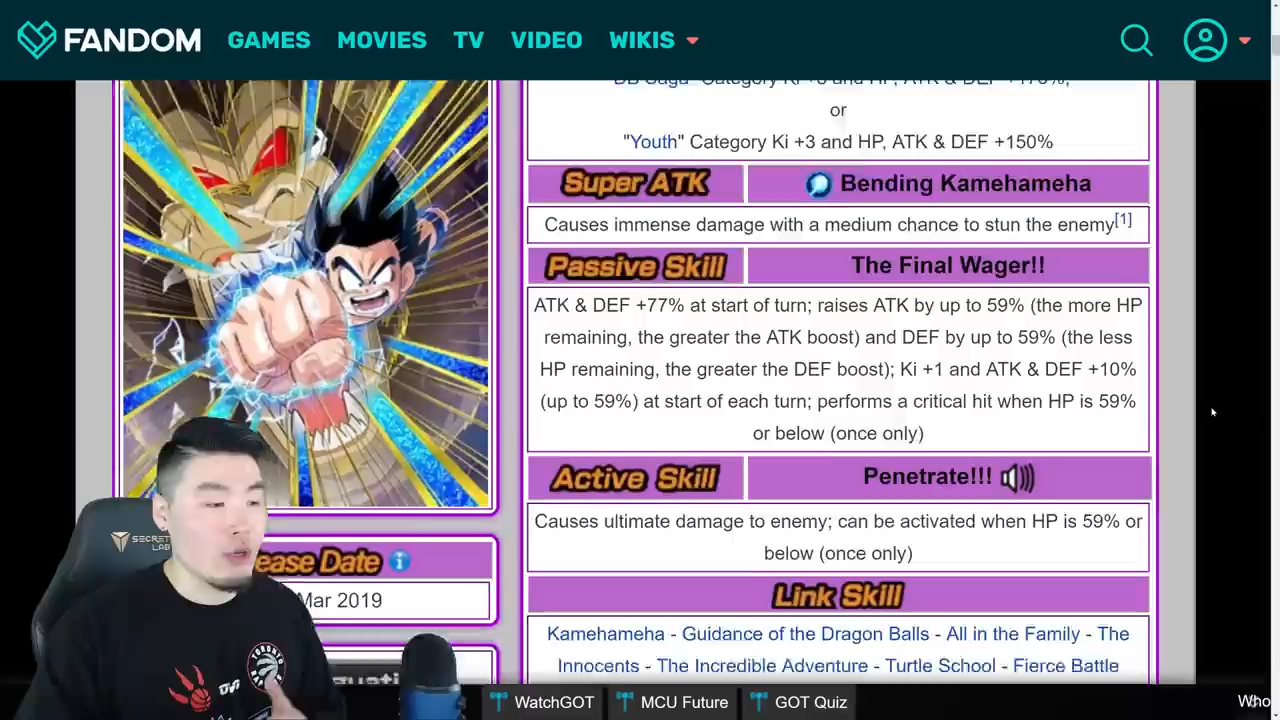 FANDOM GAMES MOVIES TV VIDEO WIKIS
or
"Youth" Category Ki +3 and HP, ATK & DEF +150%
Super ATK Bending Kamehameha
Causes immense damage with a medium chance to stun the enemy[1]
Passive Skill The Final Wager!!
ATK & DEF +77% at start of turn; raises ATK by up to 59% (the more HP
remaining, the greater the ATK boost) and DEF by up to 59% (the less
HP remaining, the greater the DEF boost); Ki +1 and ATK & DEF +10%
(up to 59%) at start of each turn; performs a critical hit when HP is 59%
or below (once only)
Active Skill Penetrate!!!
Causes ultimate damage to enemy; can be activated when HP is 59% or
below (once only)
Link Skill
Kamehameha - Guidance of the Dragon Balls - All in the Family - The
Innocents - The Incredible Adventure - Turtle School - Fierce Battle
ease Date
Mar 2019
SECRET
LAB
WatchGOT MCU Future GOT Quiz